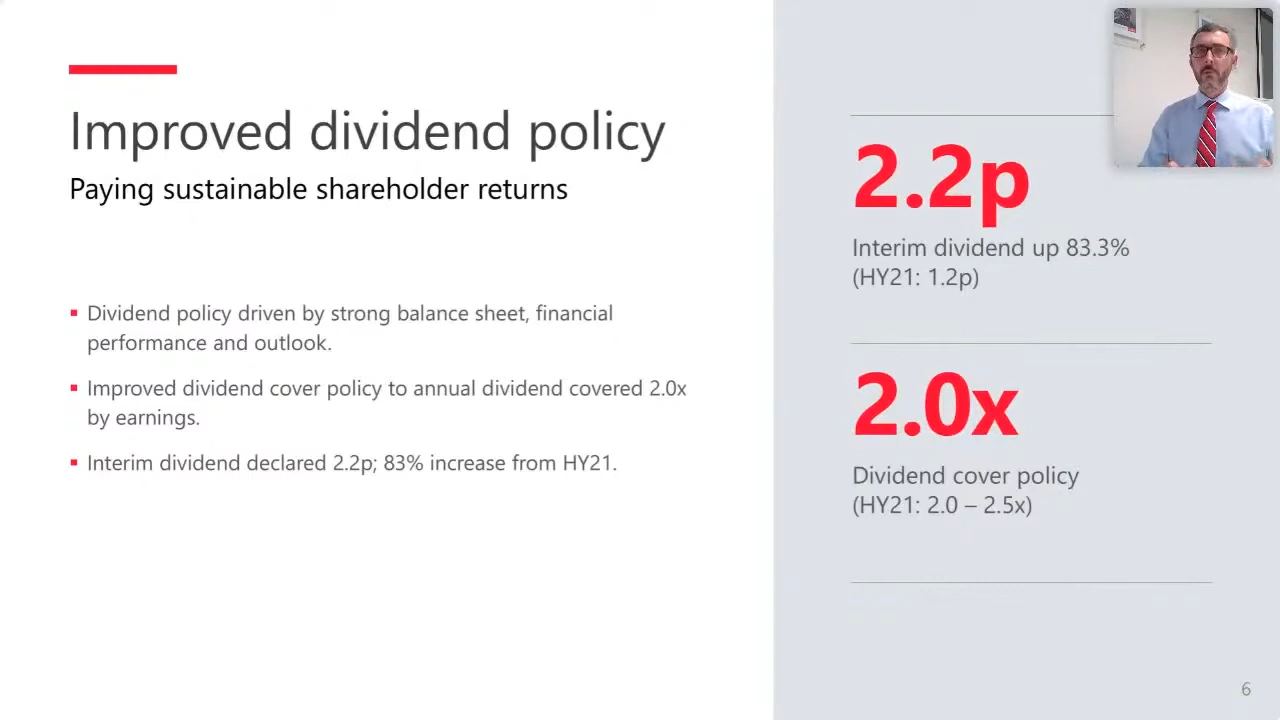 Improved dividend policy
Paying sustainable shareholder returns
▪ Dividend policy driven by strong balance sheet, financial
performance and outlook.
▪ Improved dividend cover policy to annual dividend covered 2.0x
by earnings.
▪ Interim dividend declared 2.2p; 83% increase from HY21.
2.2p
Interim dividend up 83.3%
(HY21: 1.2p)
2.0x
Dividend cover policy
(HY21: 2.0 – 2.5x)
6